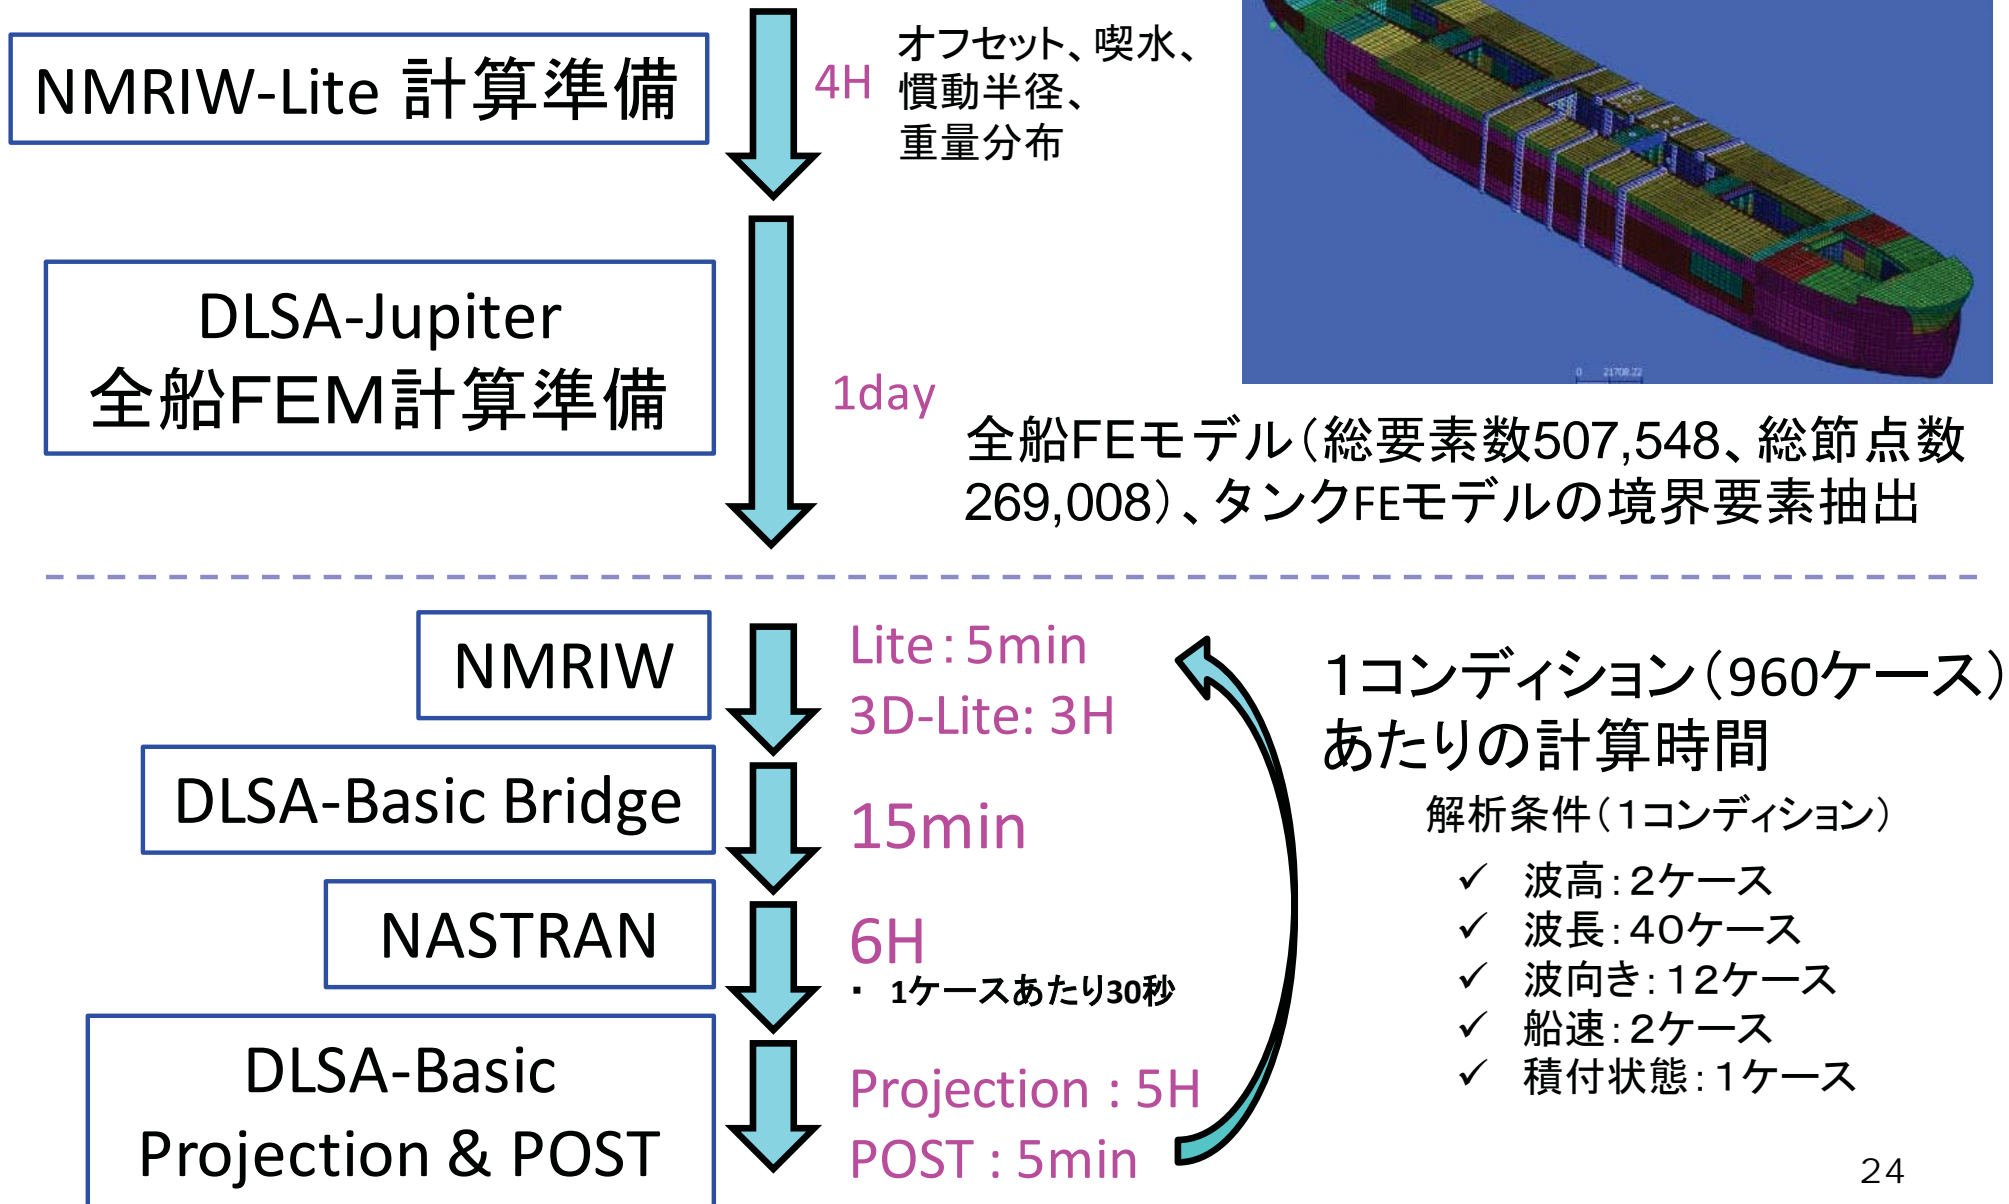 NMRIW-Lite 計算準備
4H
オフセット、喫水、
慣動半径、
重量分布
0 21708.22
DLSA-Jupiter
全船FEM計算準備
1day
全船FEモデル(総要素数507,548、総節点数
269,008)、タンクFEモデルの境界要素抽出
NMRIW
Lite:5min
3D-Lite: 3H
DLSA-Basic Bridge
15min
NASTRAN
6H
▪ 1ケースあたり30秒
DLSA-Basic
Projection & POST
Projection : 5H
POST : 5min
1コンディション(960ケース)
あたりの計算時間
解析条件(1コンディション)
✓ 波高:2ケース
✓ 波長:40ケース
✓ 波向き:12ケース
✓ 船速:2ケース
✓ 積付状態:1ケース
24